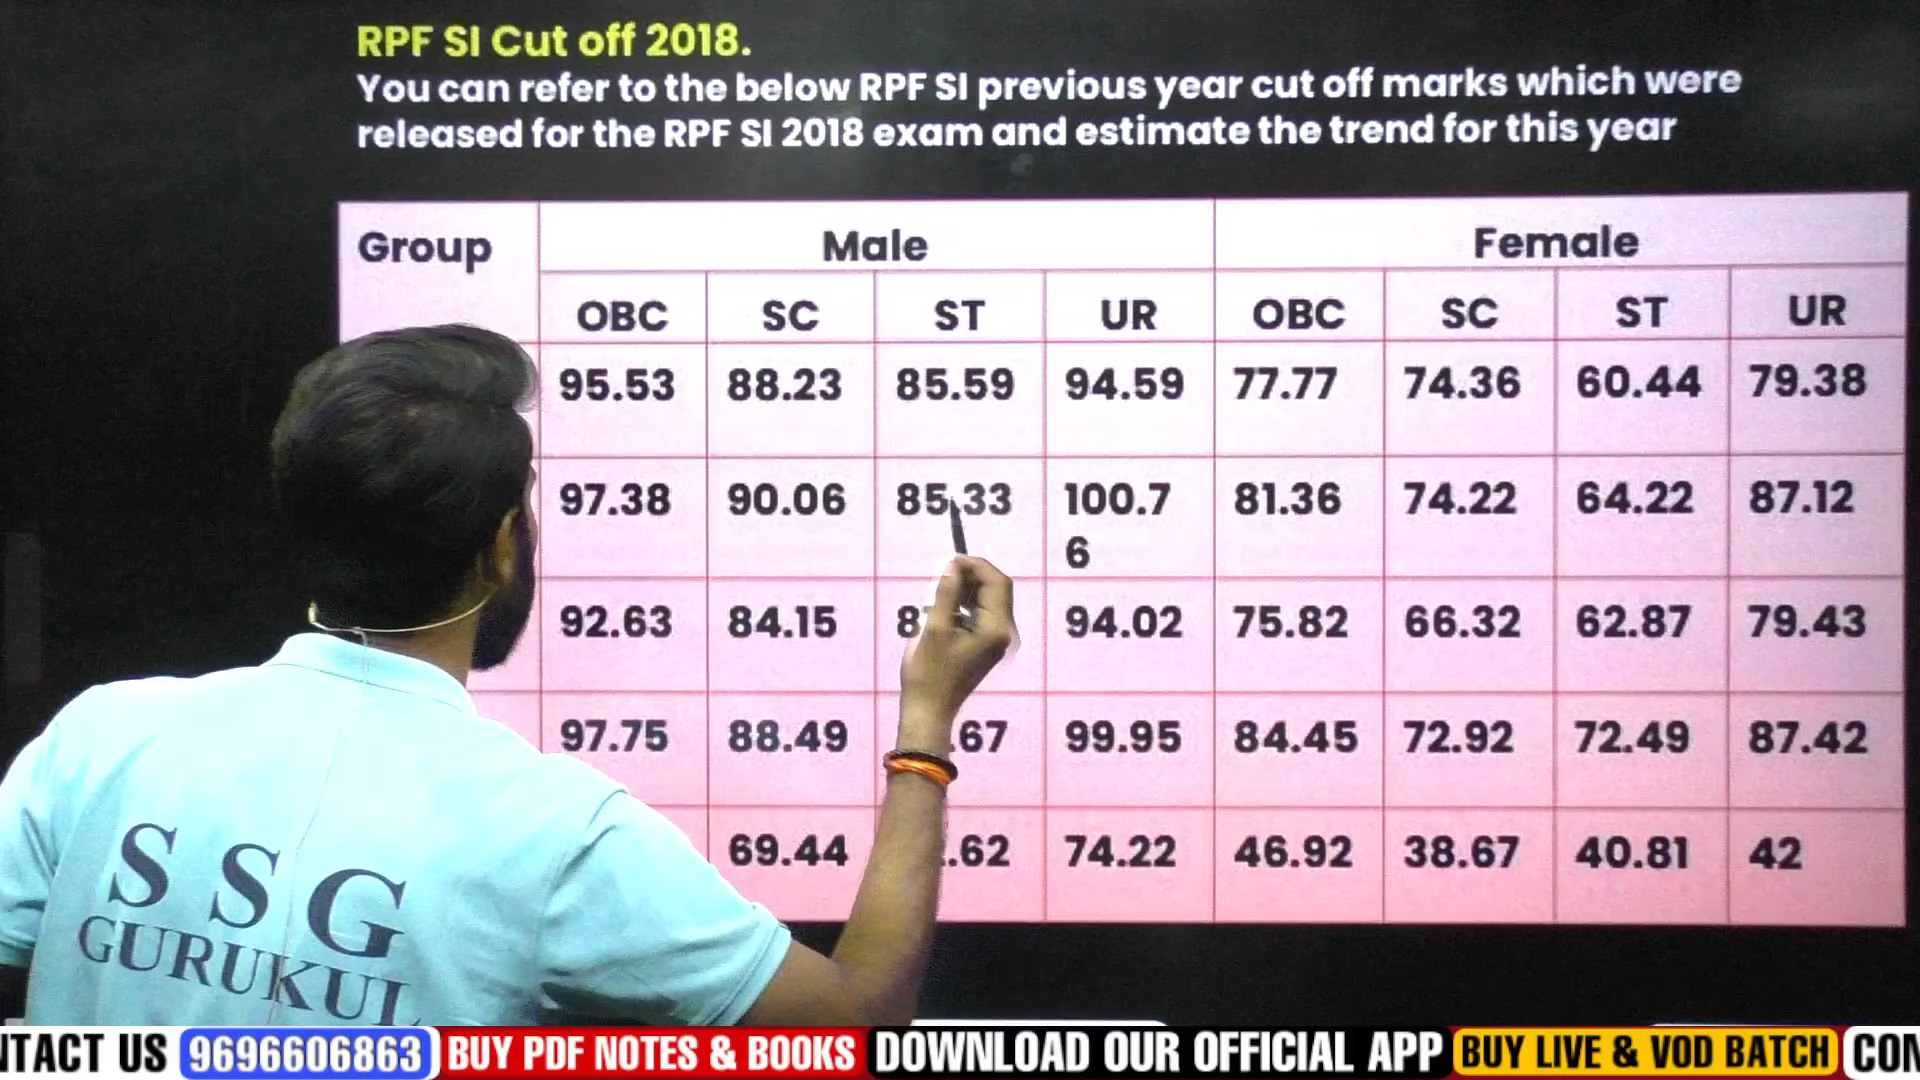 RPF SI Cut off 2018.
You can refer to the below RPF SI previous year cut off marks which were
released for the RPF SI 2018 exam and estimate the trend for this year
Group Male Female
OBC SC ST UR OBC SC ST UR
95.53 88.23 85.59 94.59 77.77 74.36 60.44 79.38
97.38 90.06 85.33 100.7 81.36 74.22 64.22 87.12
6
92.63 84.15 94.02 75.82 66.32 62.87 79.43
97.75 88.49 .67 99.95 84.45 72.92 72.49 87.42
69.44 .62 74.22 46.92 38.67 40.81 42
SSG
GURUKUL
NTACT US 9696606863 BUY PDF NOTES & BOOKS DOWNLOAD OUR OFFICIAL APP BUY LIVE & VOD BATCH CON